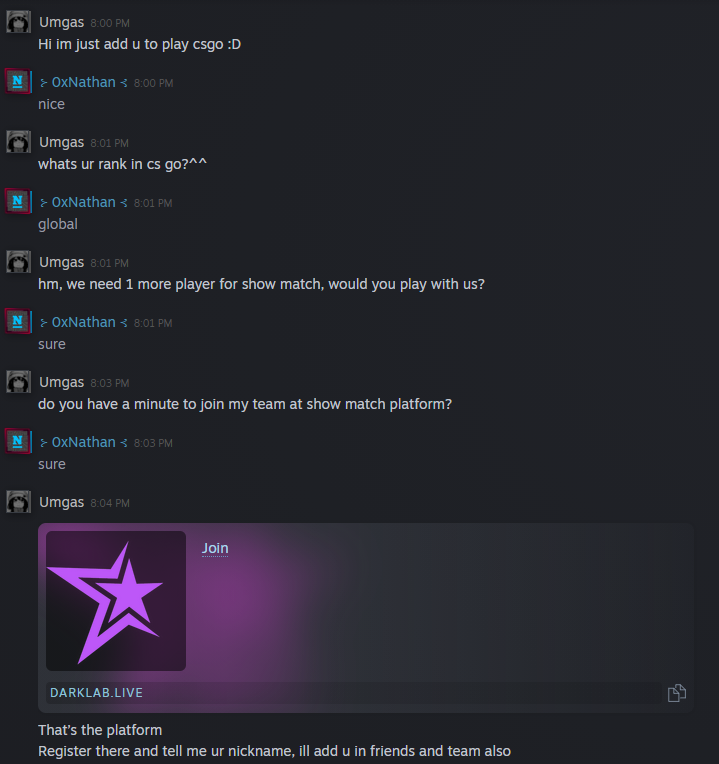 Umgas 8:00 PM
Hi im just add u to play csgo :D
N
⊱ 0xNathan ⊰ 8:00 PM
nice
Umgas 8:01 PM
whats ur rank in cs go?^^
N
⊱ 0xNathan ⊰ 8:01 PM
global
Umgas 8:01 PM
hm, we need 1 more player for show match, would you play with us?
N
⊱ 0xNathan ⊰ 8:01 PM
sure
Umgas 8:03 PM
do you have a minute to join my team at show match platform?
N
⊱ 0xNathan ⊰ 8:03 PM
sure
Umgas 8:04 PM
Join
DARKLAB.LIVE
That's the platform
Register there and tell me ur nickname, ill add u in friends and team also